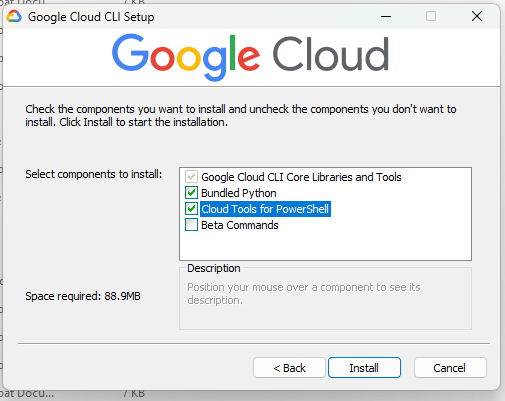 Google Cloud CLI Setup
Google Cloud
Check the components you want to install and uncheck the components you don't want to
install. Click Install to start the installation.
Select components to install:
Google Cloud CLI Core Libraries and Tools
Bundled Python
Cloud Tools for PowerShell
Beta Commands
Space required: 88.9MB
Description
Position your mouse over a component to see its
description.
< Back
Install
Cancel
7 KB